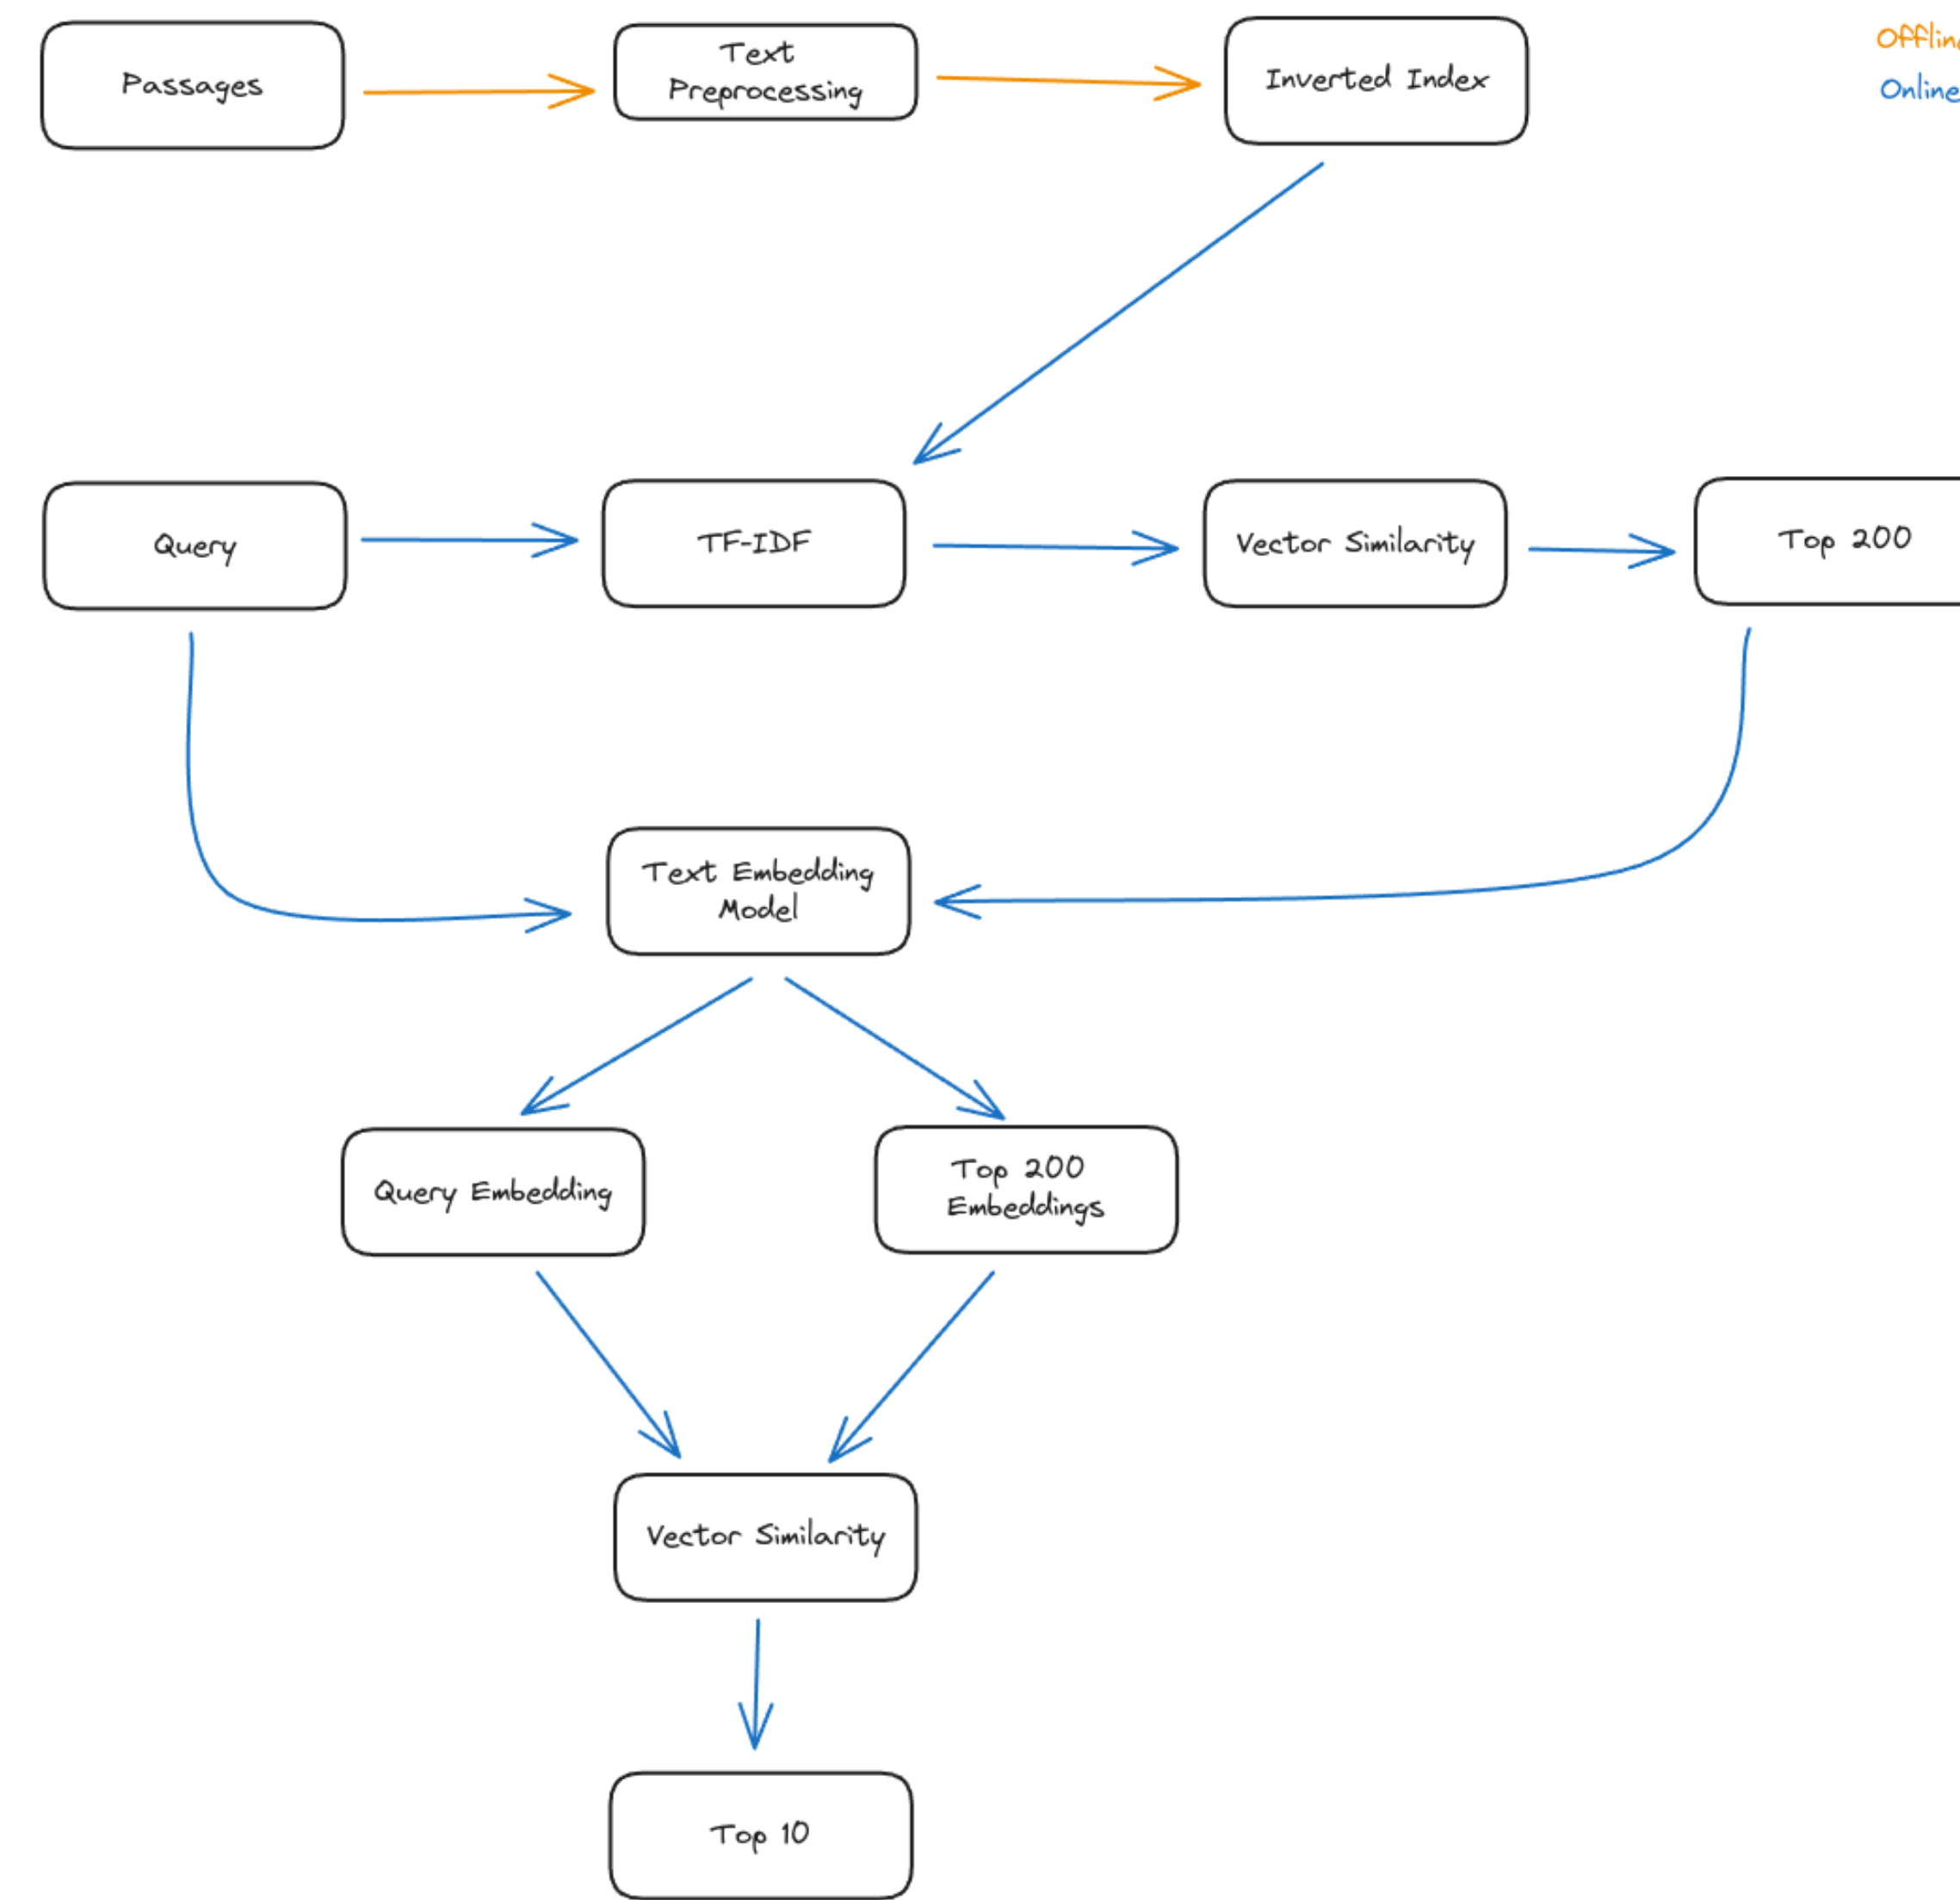 Passages
Text
Preprocessing
Inverted Index
Offline
Online
Query
TF-IDF
Vector Similarity
Top 200
Text Embedding
Model
Query Embedding
Top 200
Embeddings
Vector Similarity
Top 10